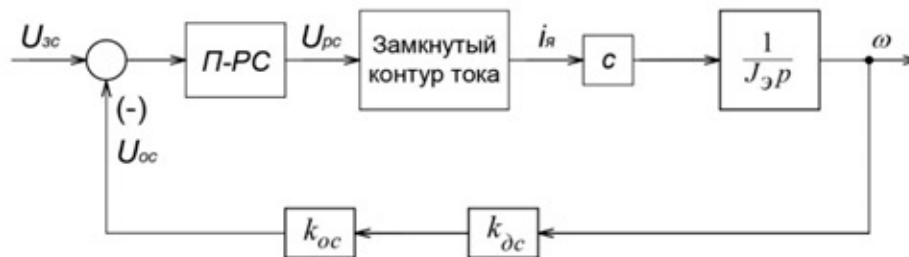 Uзс
П-РС
Uрс
Замкнутый
контур тока
iя
c
1
Jэp
ω
(-)
Uос
kос
kдс